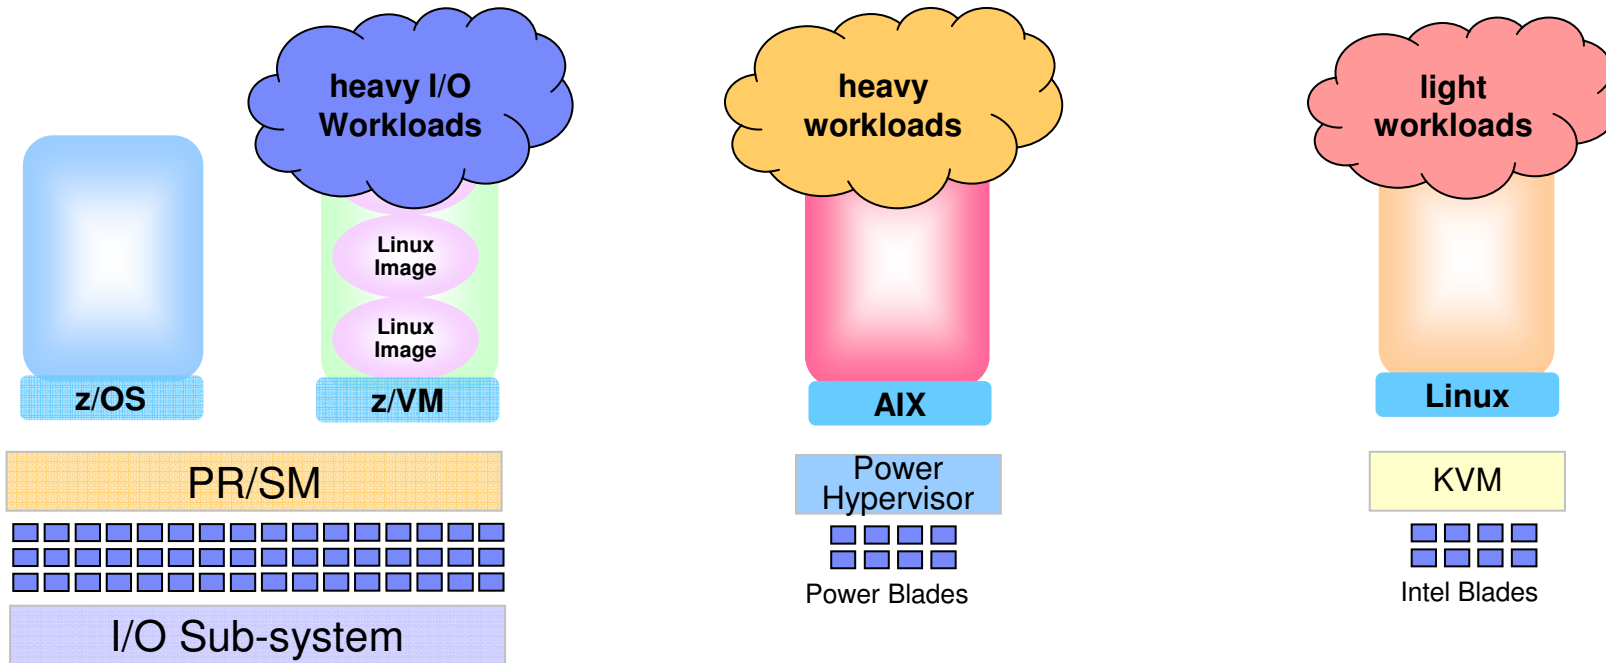 heavy I/O
Workloads
heavy
workloads
light
workloads
Linux
Image
Linux
Image
z/OS
z/VM
AIX
Linux
PR/SM
Power
Hypervisor
KVM
Power Blades
Intel Blades
I/O Sub-system